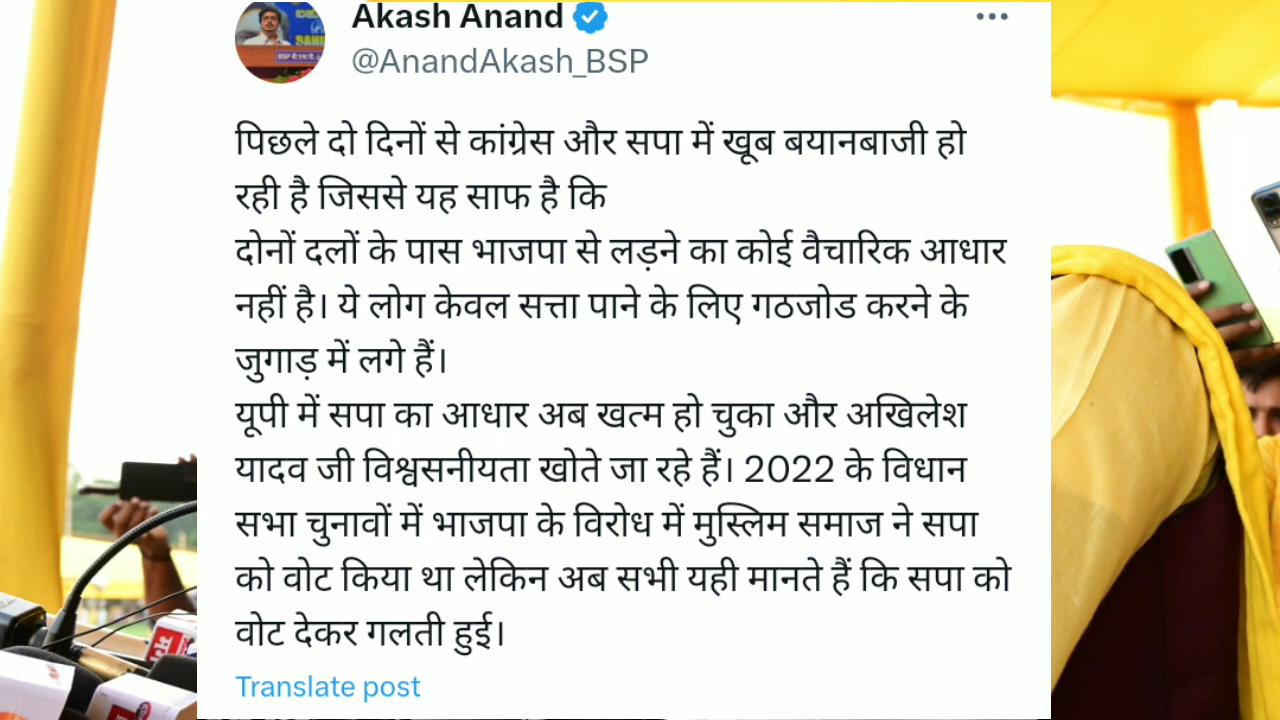 Akash Anand
@AnandAkash_BSP
पिछले दो दिनों से कांग्रेस और सपा में खूब बयानबाजी हो
रही है जिससे यह साफ है कि
दोनों दलों के पास भाजपा से लड़ने का कोई वैचारिक आधार
नहीं है। ये लोग केवल सत्ता पाने के लिए गठजोड करने के
जुगाड़ में लगे हैं।
यूपी में सपा का आधार अब खत्म हो चुका और अखिलेश
यादव जी विश्वसनीयता खोते जा रहे हैं। 2022 के विधान
सभा चुनावों में भाजपा के विरोध में मुस्लिम समाज ने सपा
को वोट किया था लेकिन अब सभी यही मानते हैं कि सपा को
वोट देकर गलती हुई।
Translate post